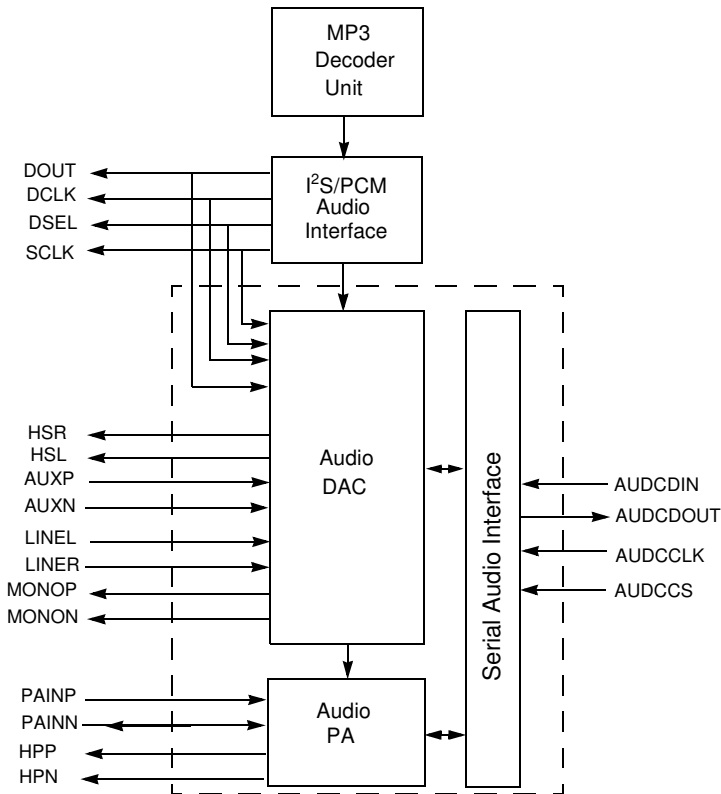 MP3
Decoder
Unit
I²S/PCM
Audio
Interface
DOUT
DCLK
DSEL
SCLK
HSR
HSL
AUXP
AUXN
LINEL
LINER
MONOP
MONON
Audio
DAC
Serial Audio Interface
AUDCDIN
AUDCDOUT
AUDCCLK
AUDCCS
PAINP
PAINN
HPP
HPN
Audio
PA